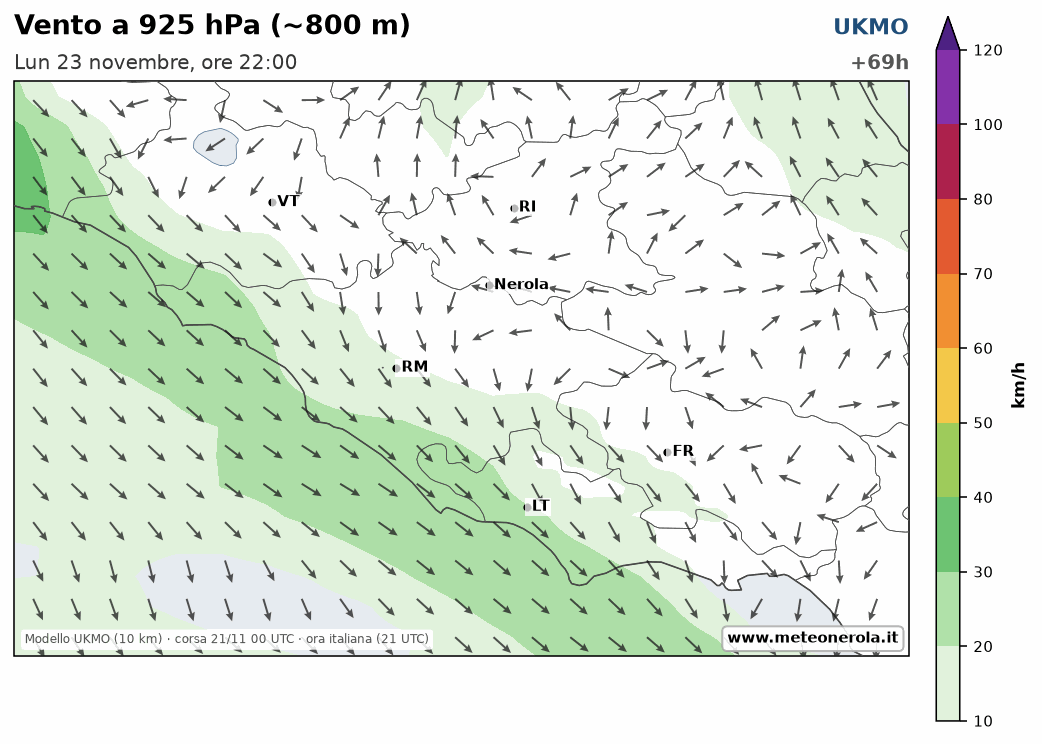 Vento a 925 hPa (~800 m)
UKMO
Lun 23 novembre, ore 22:00
+69h
VT
RI
Nerola
RM
FR
LT
Modello UKMO (10 km) · corsa 21/11 00 UTC · ora italiana (21 UTC)
www.meteonerola.it
120
100
80
70
60
50
40
30
20
10
km/h